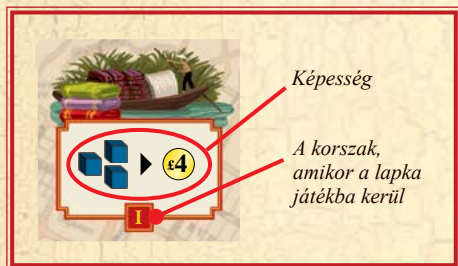 Képesség
£4
A korszak,
amikor a lapka
játékba kerül
I